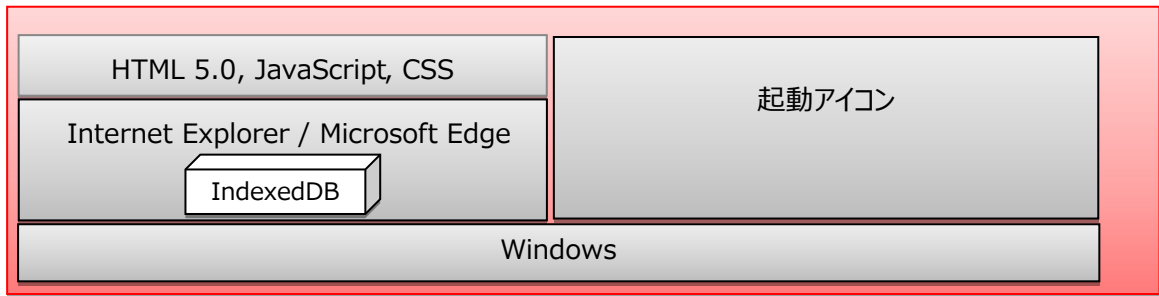 HTML 5.0, JavaScript, CSS
起動アイコン
Internet Explorer / Microsoft Edge
IndexedDB
Windows